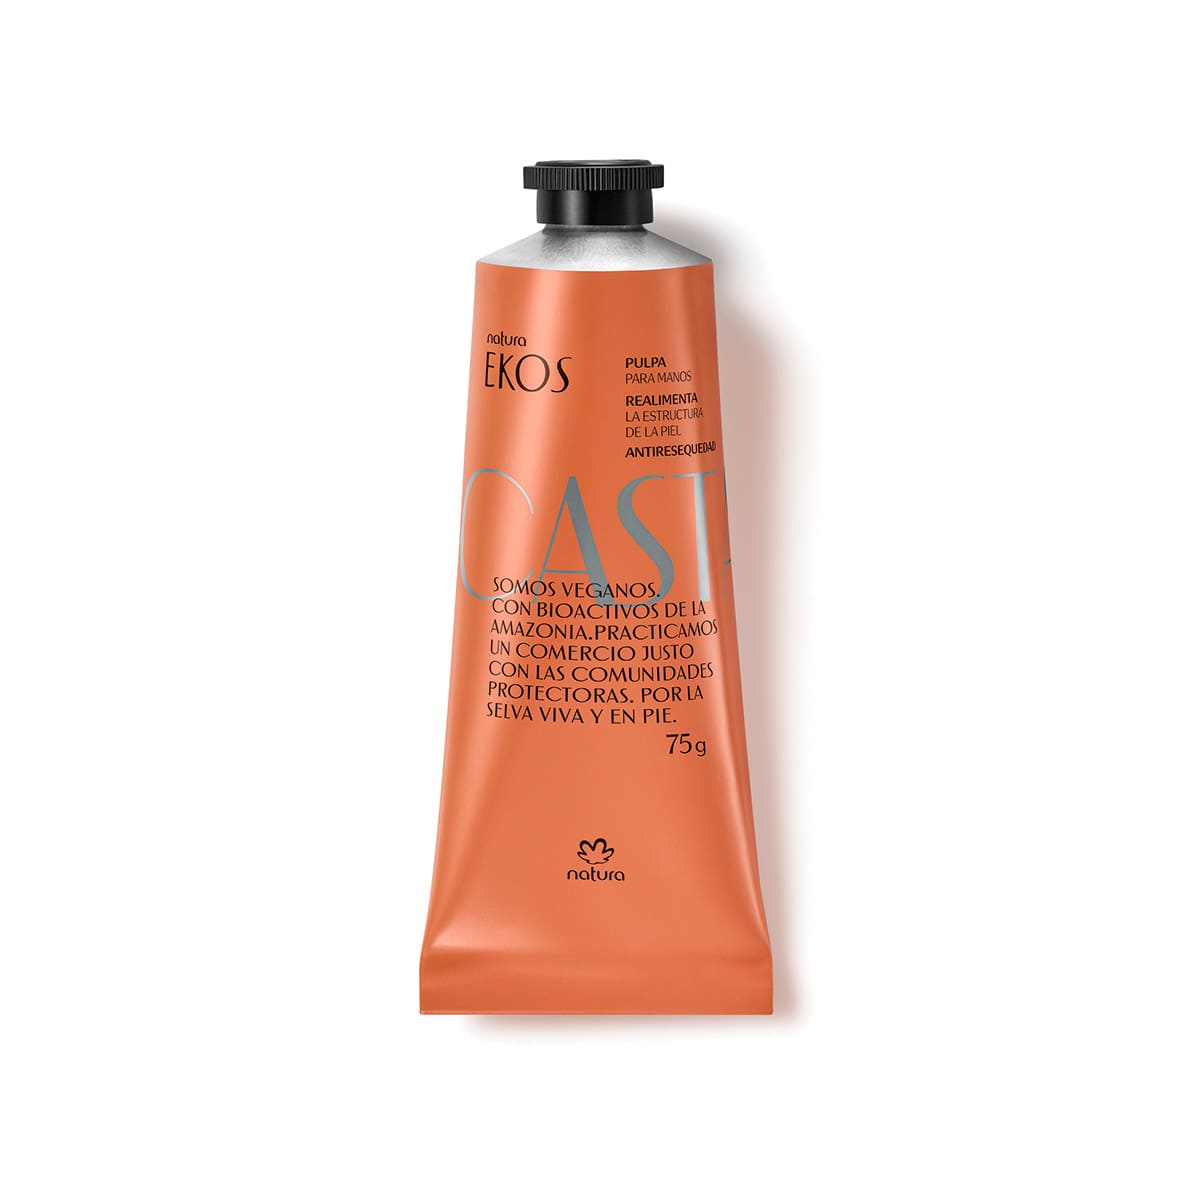 natura
EKOS
PULPA
PARA MANOS
REALIMENTA
LA ESTRUCTURA
DE LA PIEL
ANTIRESEQUEDAD
CAST
SOMOS VEGANOS.
CON BIOACTIVOS DE LA
AMAZONIA.PRACTICAMOS
UN COMERCIO JUSTO
CON LAS COMUNIDADES
PROTECTORAS. POR LA
SELVA VIVA Y EN PIE.
75g
natura